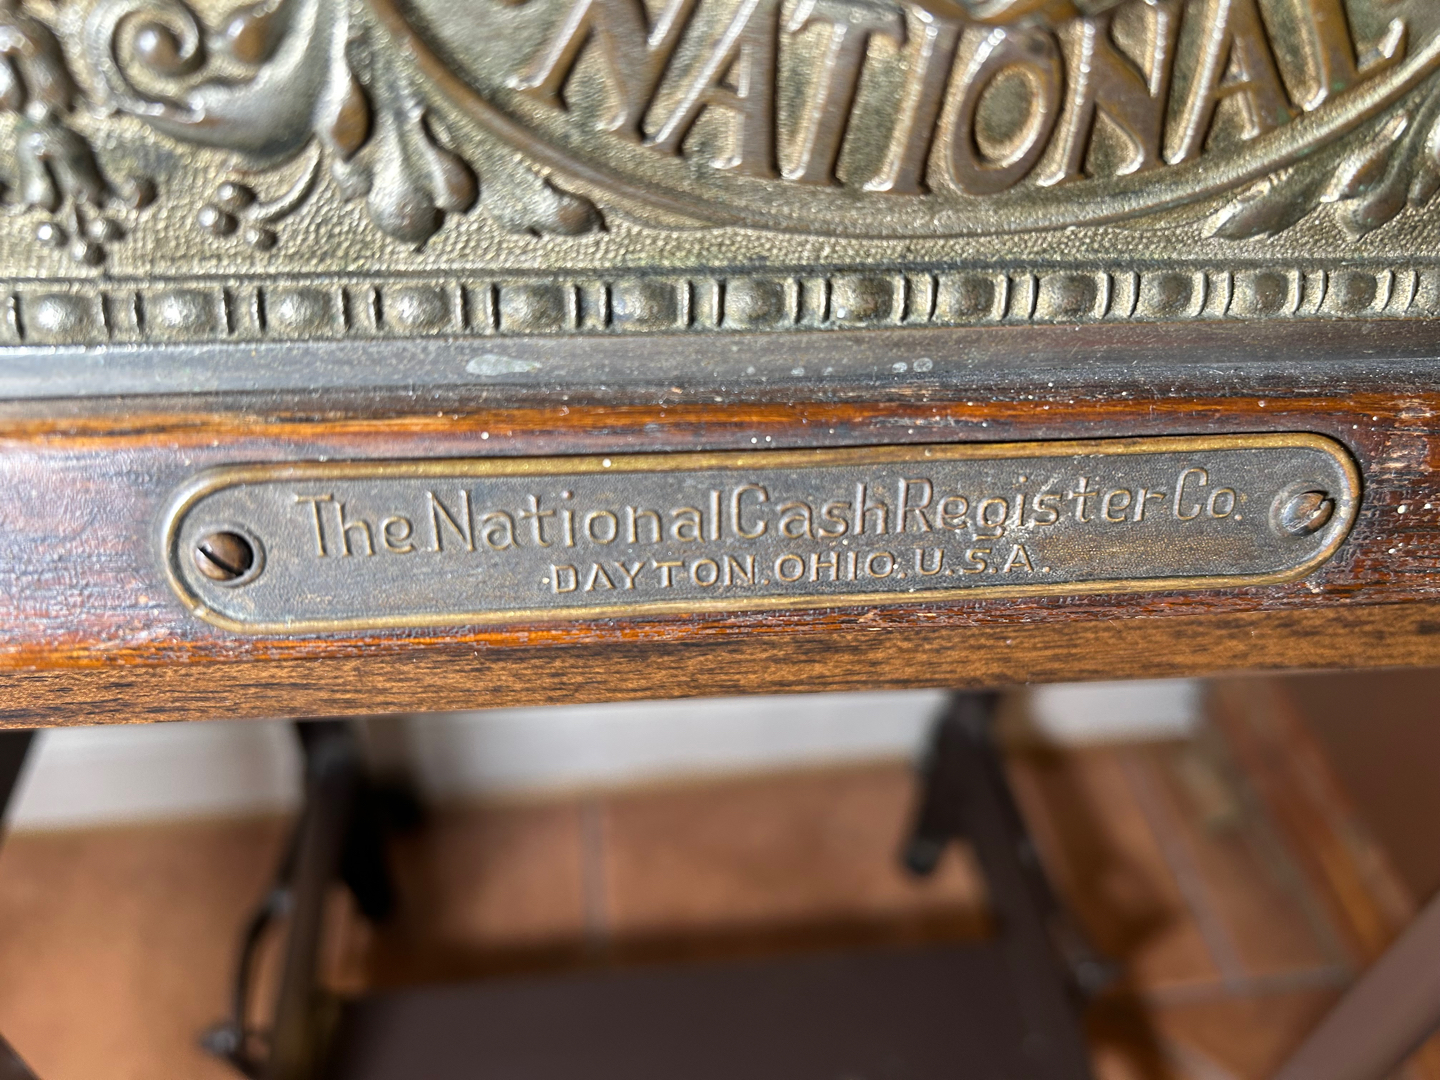 NATIONAL
The National Cash Register Co.
DAYTON, OHIO, U.S.A.